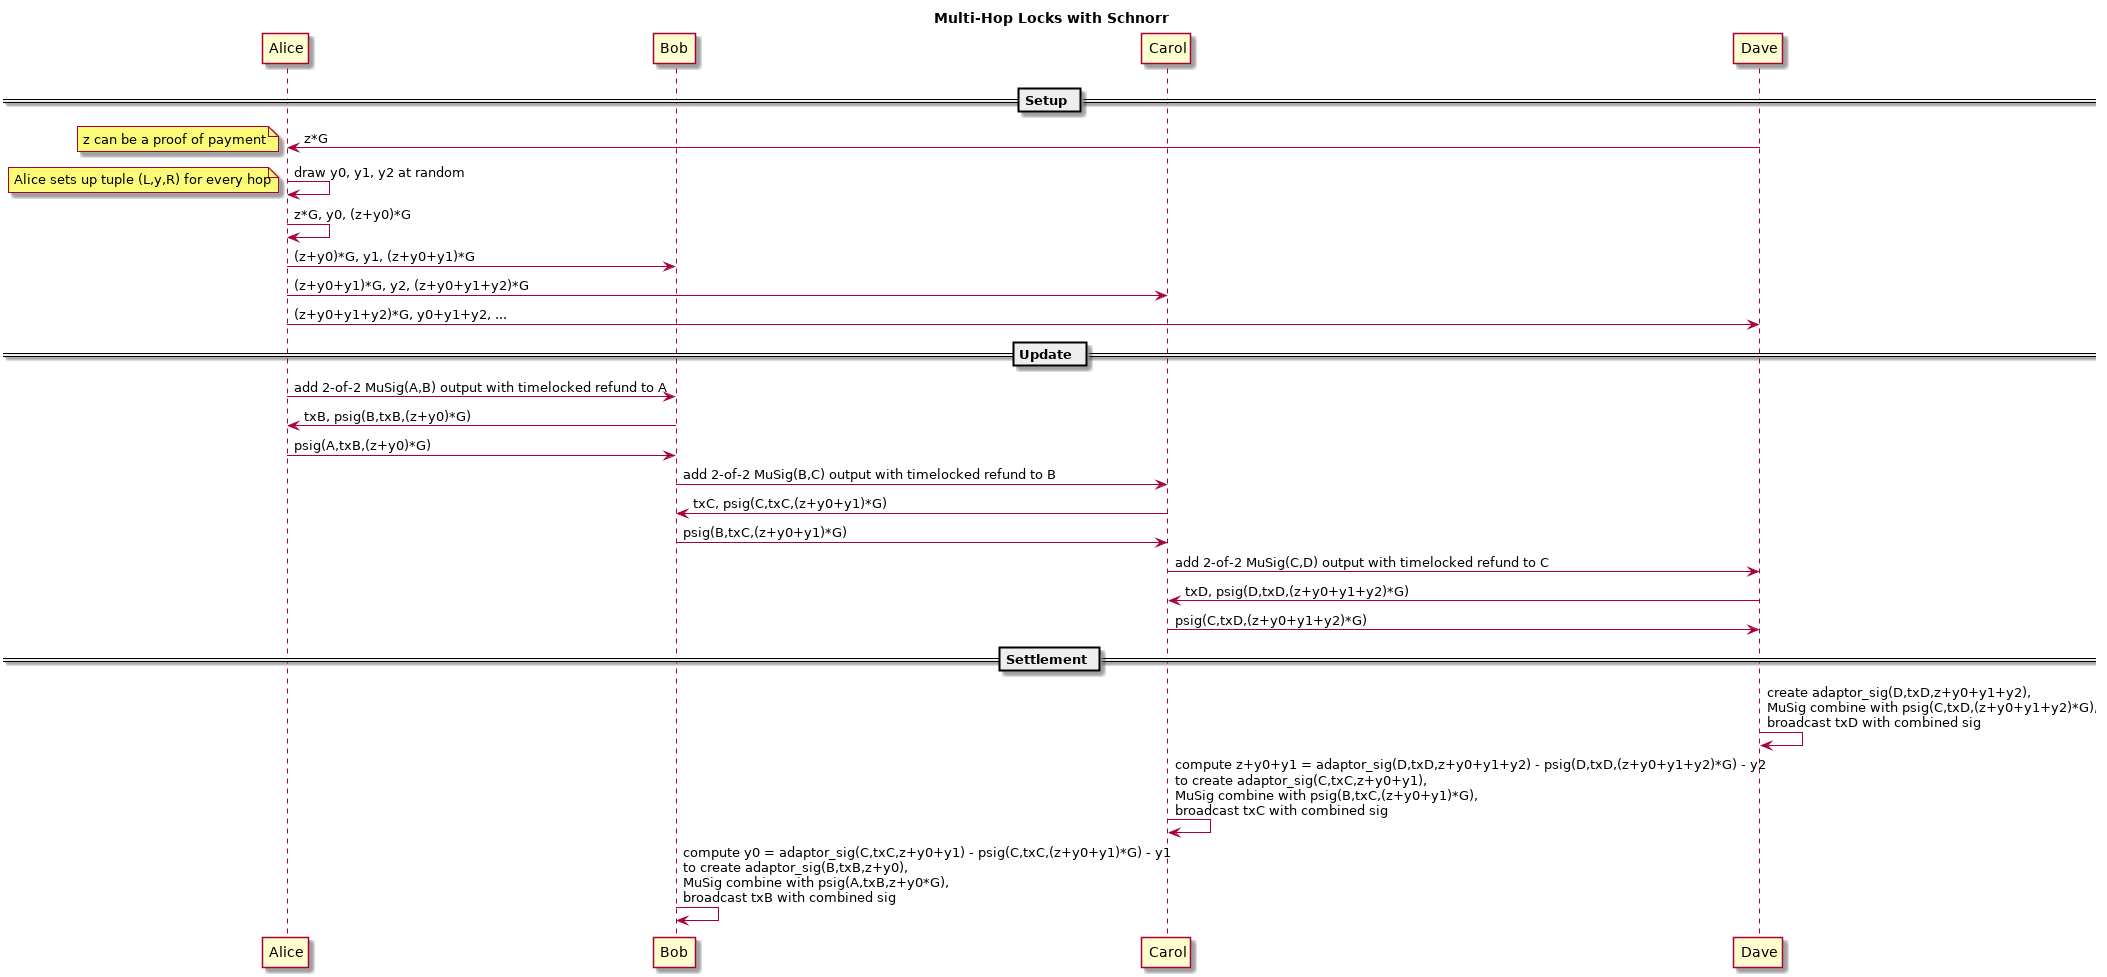 Multi-Hop Locks with Schnorr
Alice
Bob
Carol
Dave
Setup
z can be a proof of payment
z*G
Alice sets up tuple (L,y,R) for every hop
draw y0, y1, y2 at random
z*G, y0, (z+y0)*G
(z+y0)*G, y1, (z+y0+y1)*G
(z+y0+y1)*G, y2, (z+y0+y1+y2)*G
(z+y0+y1+y2)*G, y0+y1+y2, ...
Update
add 2-of-2 MuSig(A,B) output with timelocked refund to A
txB, psig(B,txB,(z+y0)*G)
psig(A,txB,(z+y0)*G)
add 2-of-2 MuSig(B,C) output with timelocked refund to B
txC, psig(C,txC,(z+y0+y1)*G)
psig(B,txC,(z+y0+y1)*G)
add 2-of-2 MuSig(C,D) output with timelocked refund to C
txD, psig(D,txD,(z+y0+y1+y2)*G)
psig(C,txD,(z+y0+y1+y2)*G)
Settlement
create adaptor_sig(D,txD,z+y0+y1+y2),
MuSig combine with psig(C,txD,(z+y0+y1+y2)*G),
broadcast txD with combined sig
compute z+y0+y1 = adaptor_sig(D,txD,z+y0+y1+y2) - psig(D,txD,(z+y0+y1+y2)*G) - y2
to create adaptor_sig(C,txC,z+y0+y1),
MuSig combine with psig(B,txC,(z+y0+y1)*G),
broadcast txC with combined sig
compute y0 = adaptor_sig(C,txC,z+y0+y1) - psig(C,txC,(z+y0+y1)*G) - y1
to create adaptor_sig(B,txB,z+y0),
MuSig combine with psig(A,txB,z+y0*G),
broadcast txB with combined sig
Alice
Bob
Carol
Dave